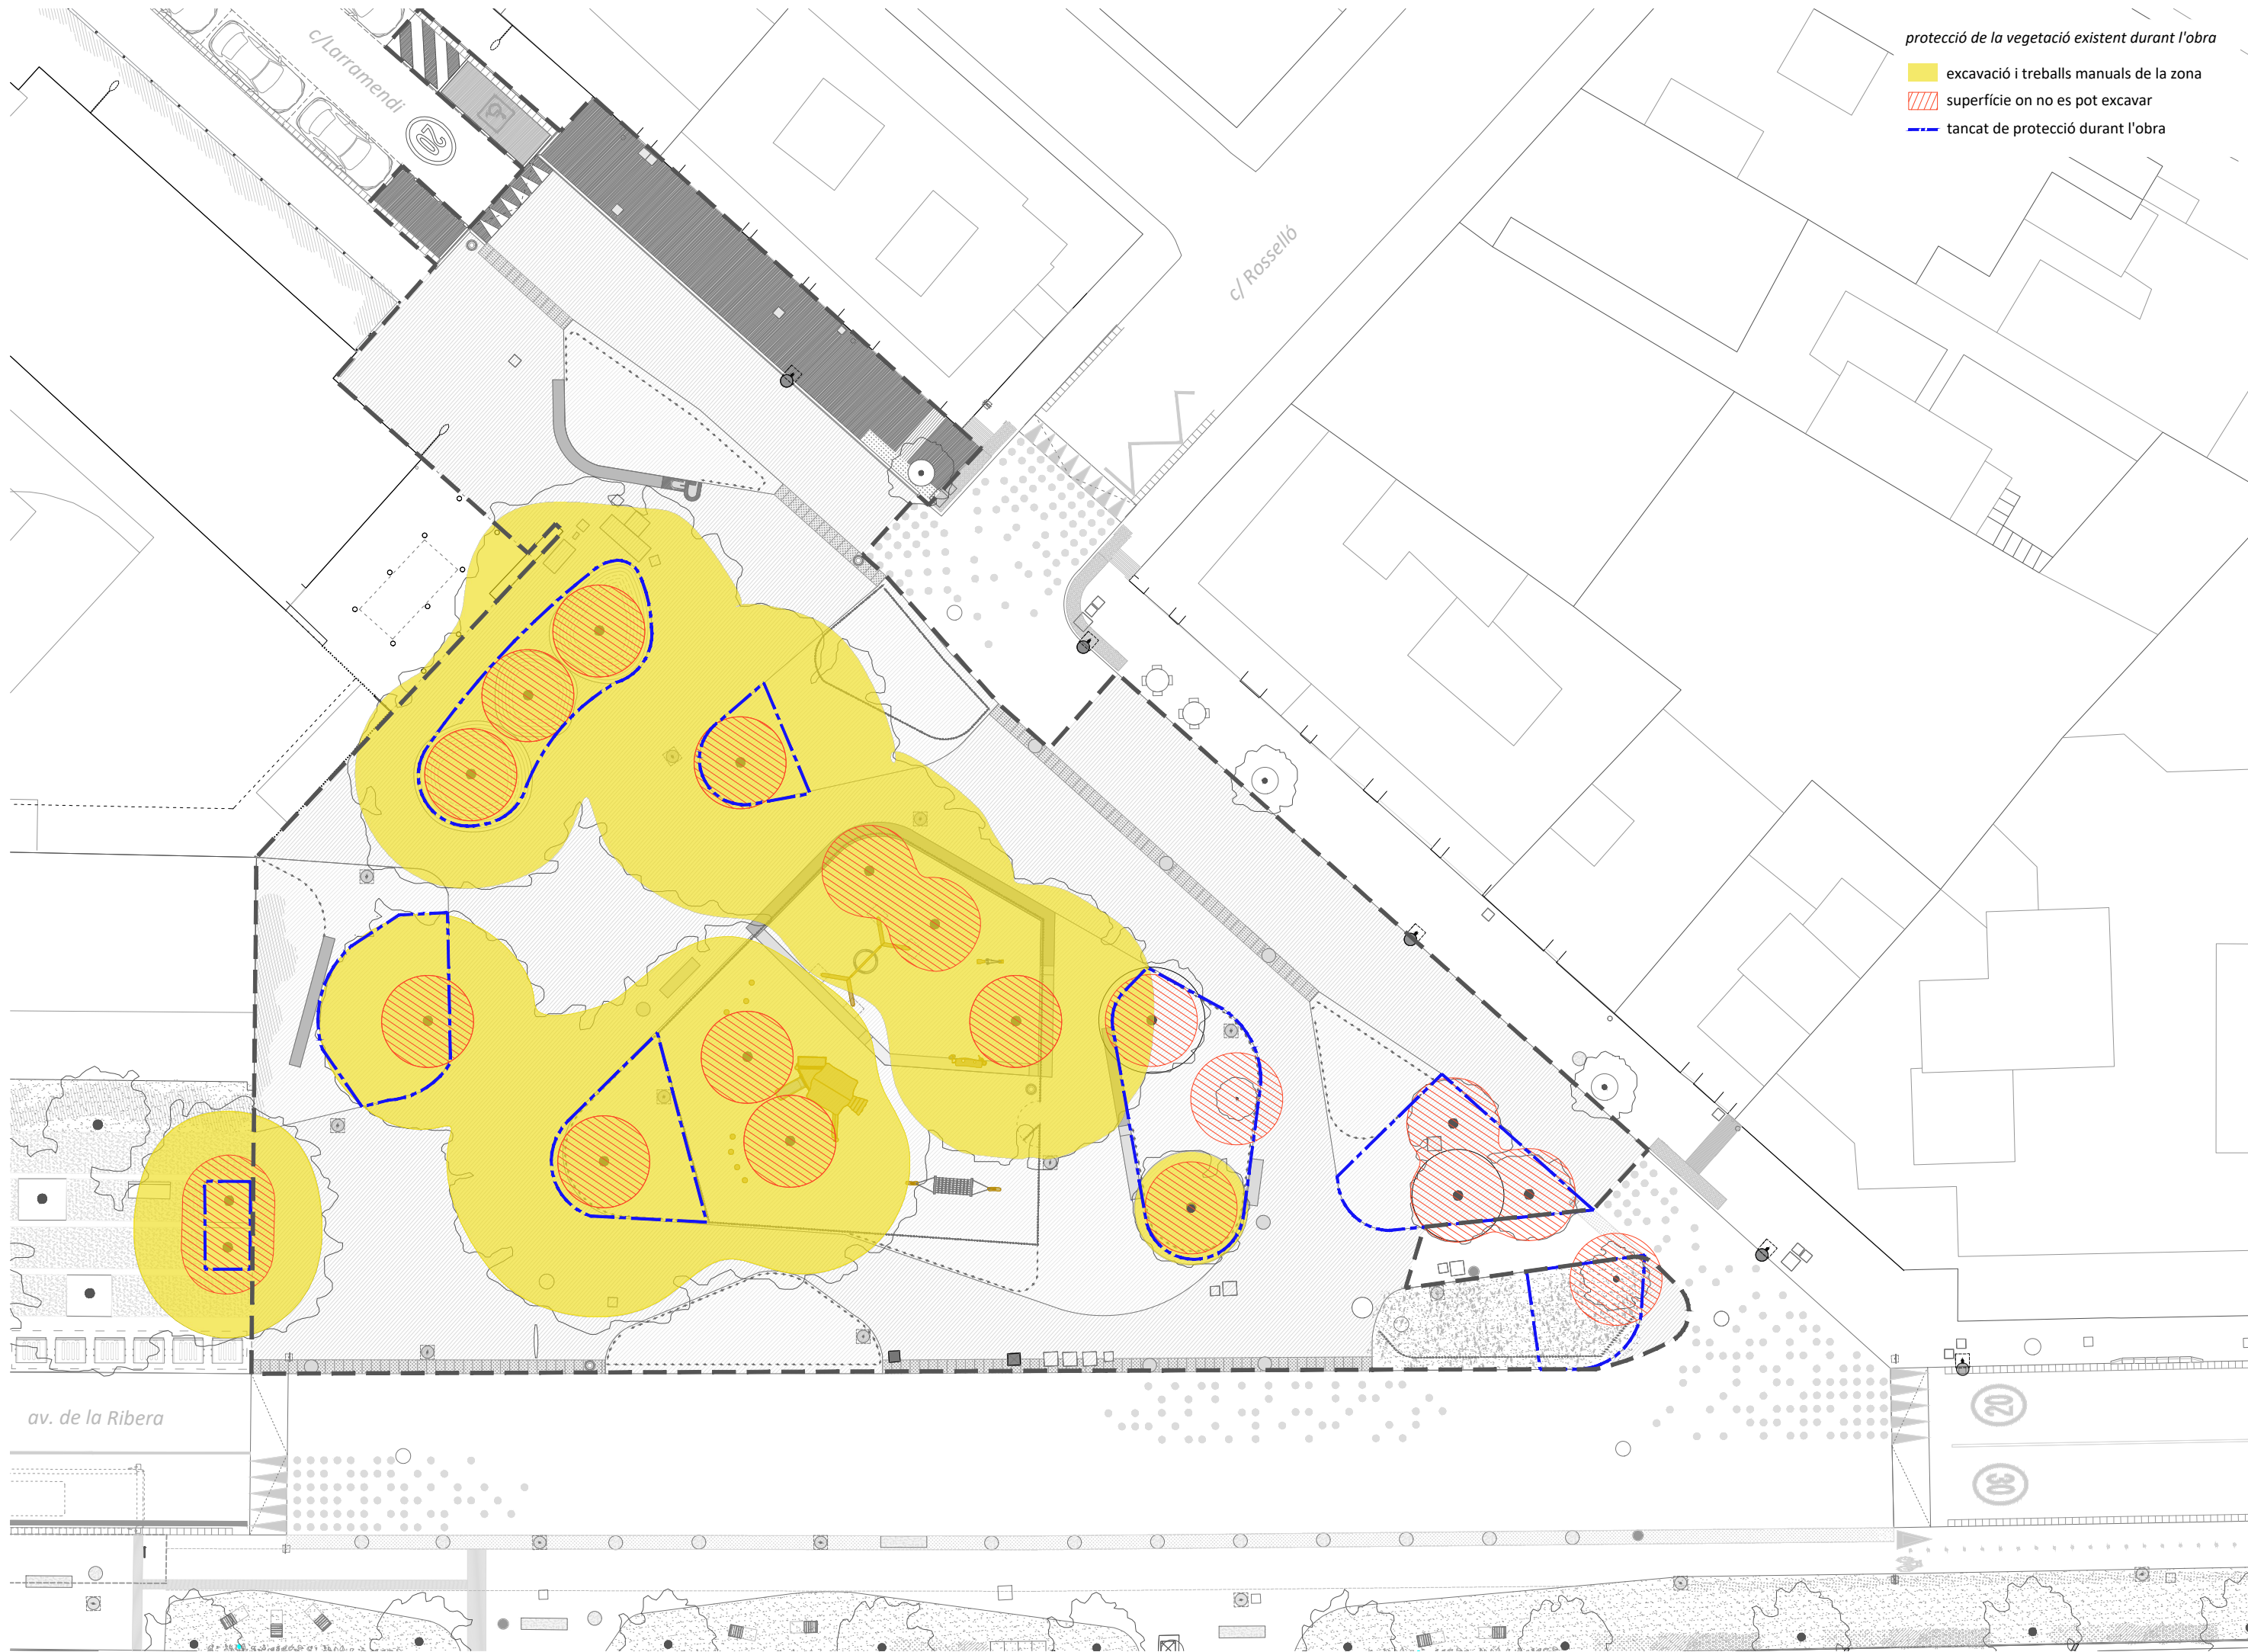 protecció de la vegetació existent durant l'obra
excavació i treballs manuals de la zona
superfície on no es pot excavar
tancat de protecció durant l'obra
c/Larramendi
20
c/ Rosselló
P
av. de la Ribera
20
30